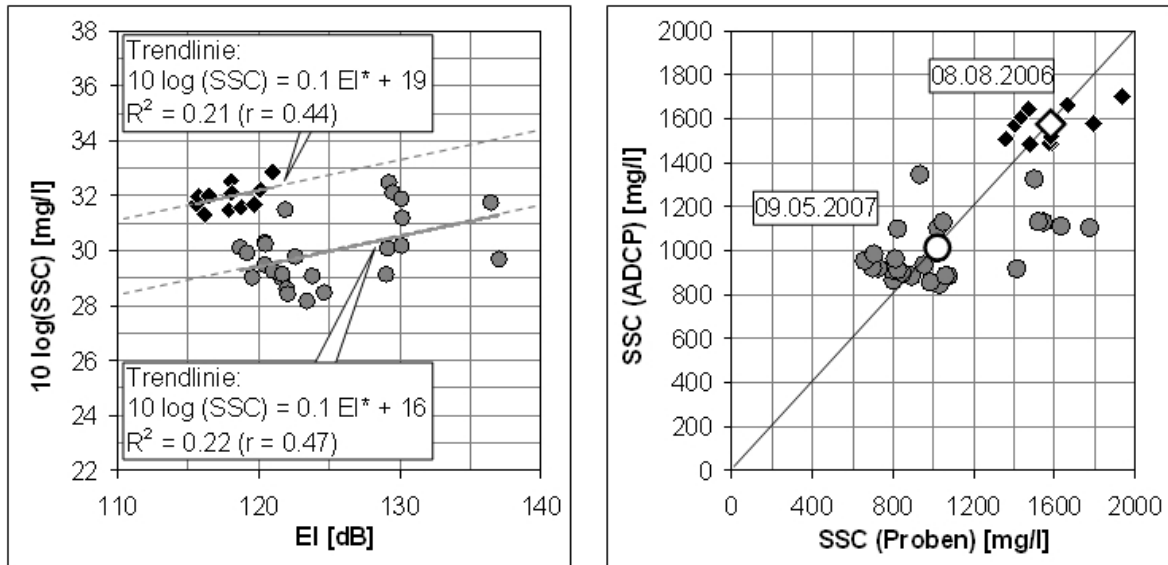 38
36
34
32
30
28
26
24
22
10 log(SSC) [mg/l]
Trendlinie:
10 log (SSC) = 0.1 EI* + 19
R² = 0.21 (r = 0.44)
Trendlinie:
10 log (SSC) = 0.1 EI* + 16
R² = 0.22 (r = 0.47)
110 120 130 140
EI [dB]
2000
1800
1600
1400
1200
1000
800
600
400
200
0
SSC (ADCP) [mg/l]
08.08.2006
09.05.2007
0 400 800 1200 1600 2000
SSC (Proben) [mg/l]